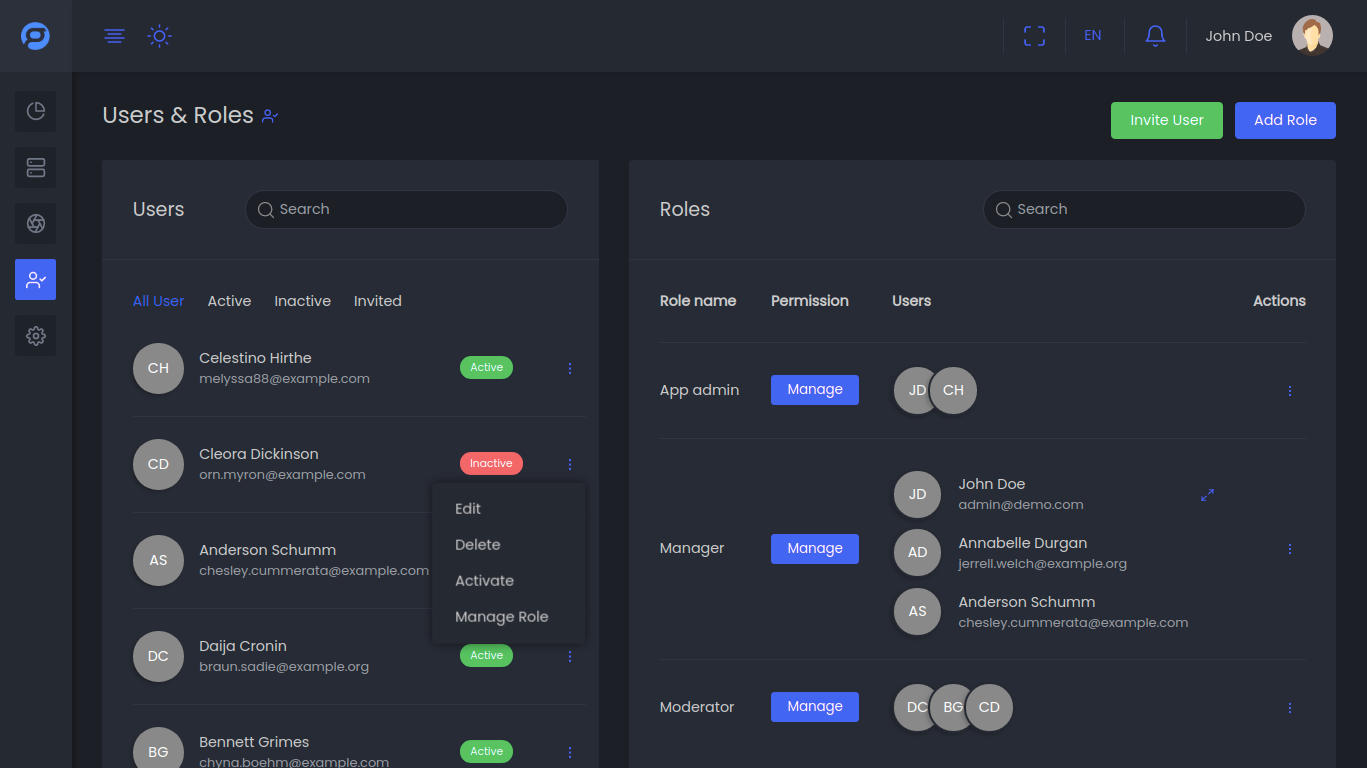 EN
John Doe
Users & Roles
Invite User
Add Role
Users
Search
All User Active Inactive Invited
CH
Celestino Hirthe
melyssa88@example.com
Active
CD
Cleora Dickinson
orn.myron@example.com
Inactive
Edit
Delete
Activate
Manage Role
AS
Anderson Schumm
chesley.cummerata@example.com
DC
Daija Cronin
braun.sadie@example.org
Active
BG
Bennett Grimes
chyna.boehm@example.com
Active
Roles
Search
Role name Permission Users Actions
App admin Manage JD CH
Manager Manage
JD
John Doe
admin@demo.com
AD
Annabelle Durgan
jerrell.welch@example.org
AS
Anderson Schumm
chesley.cummerata@example.com
Moderator Manage DC BG CD